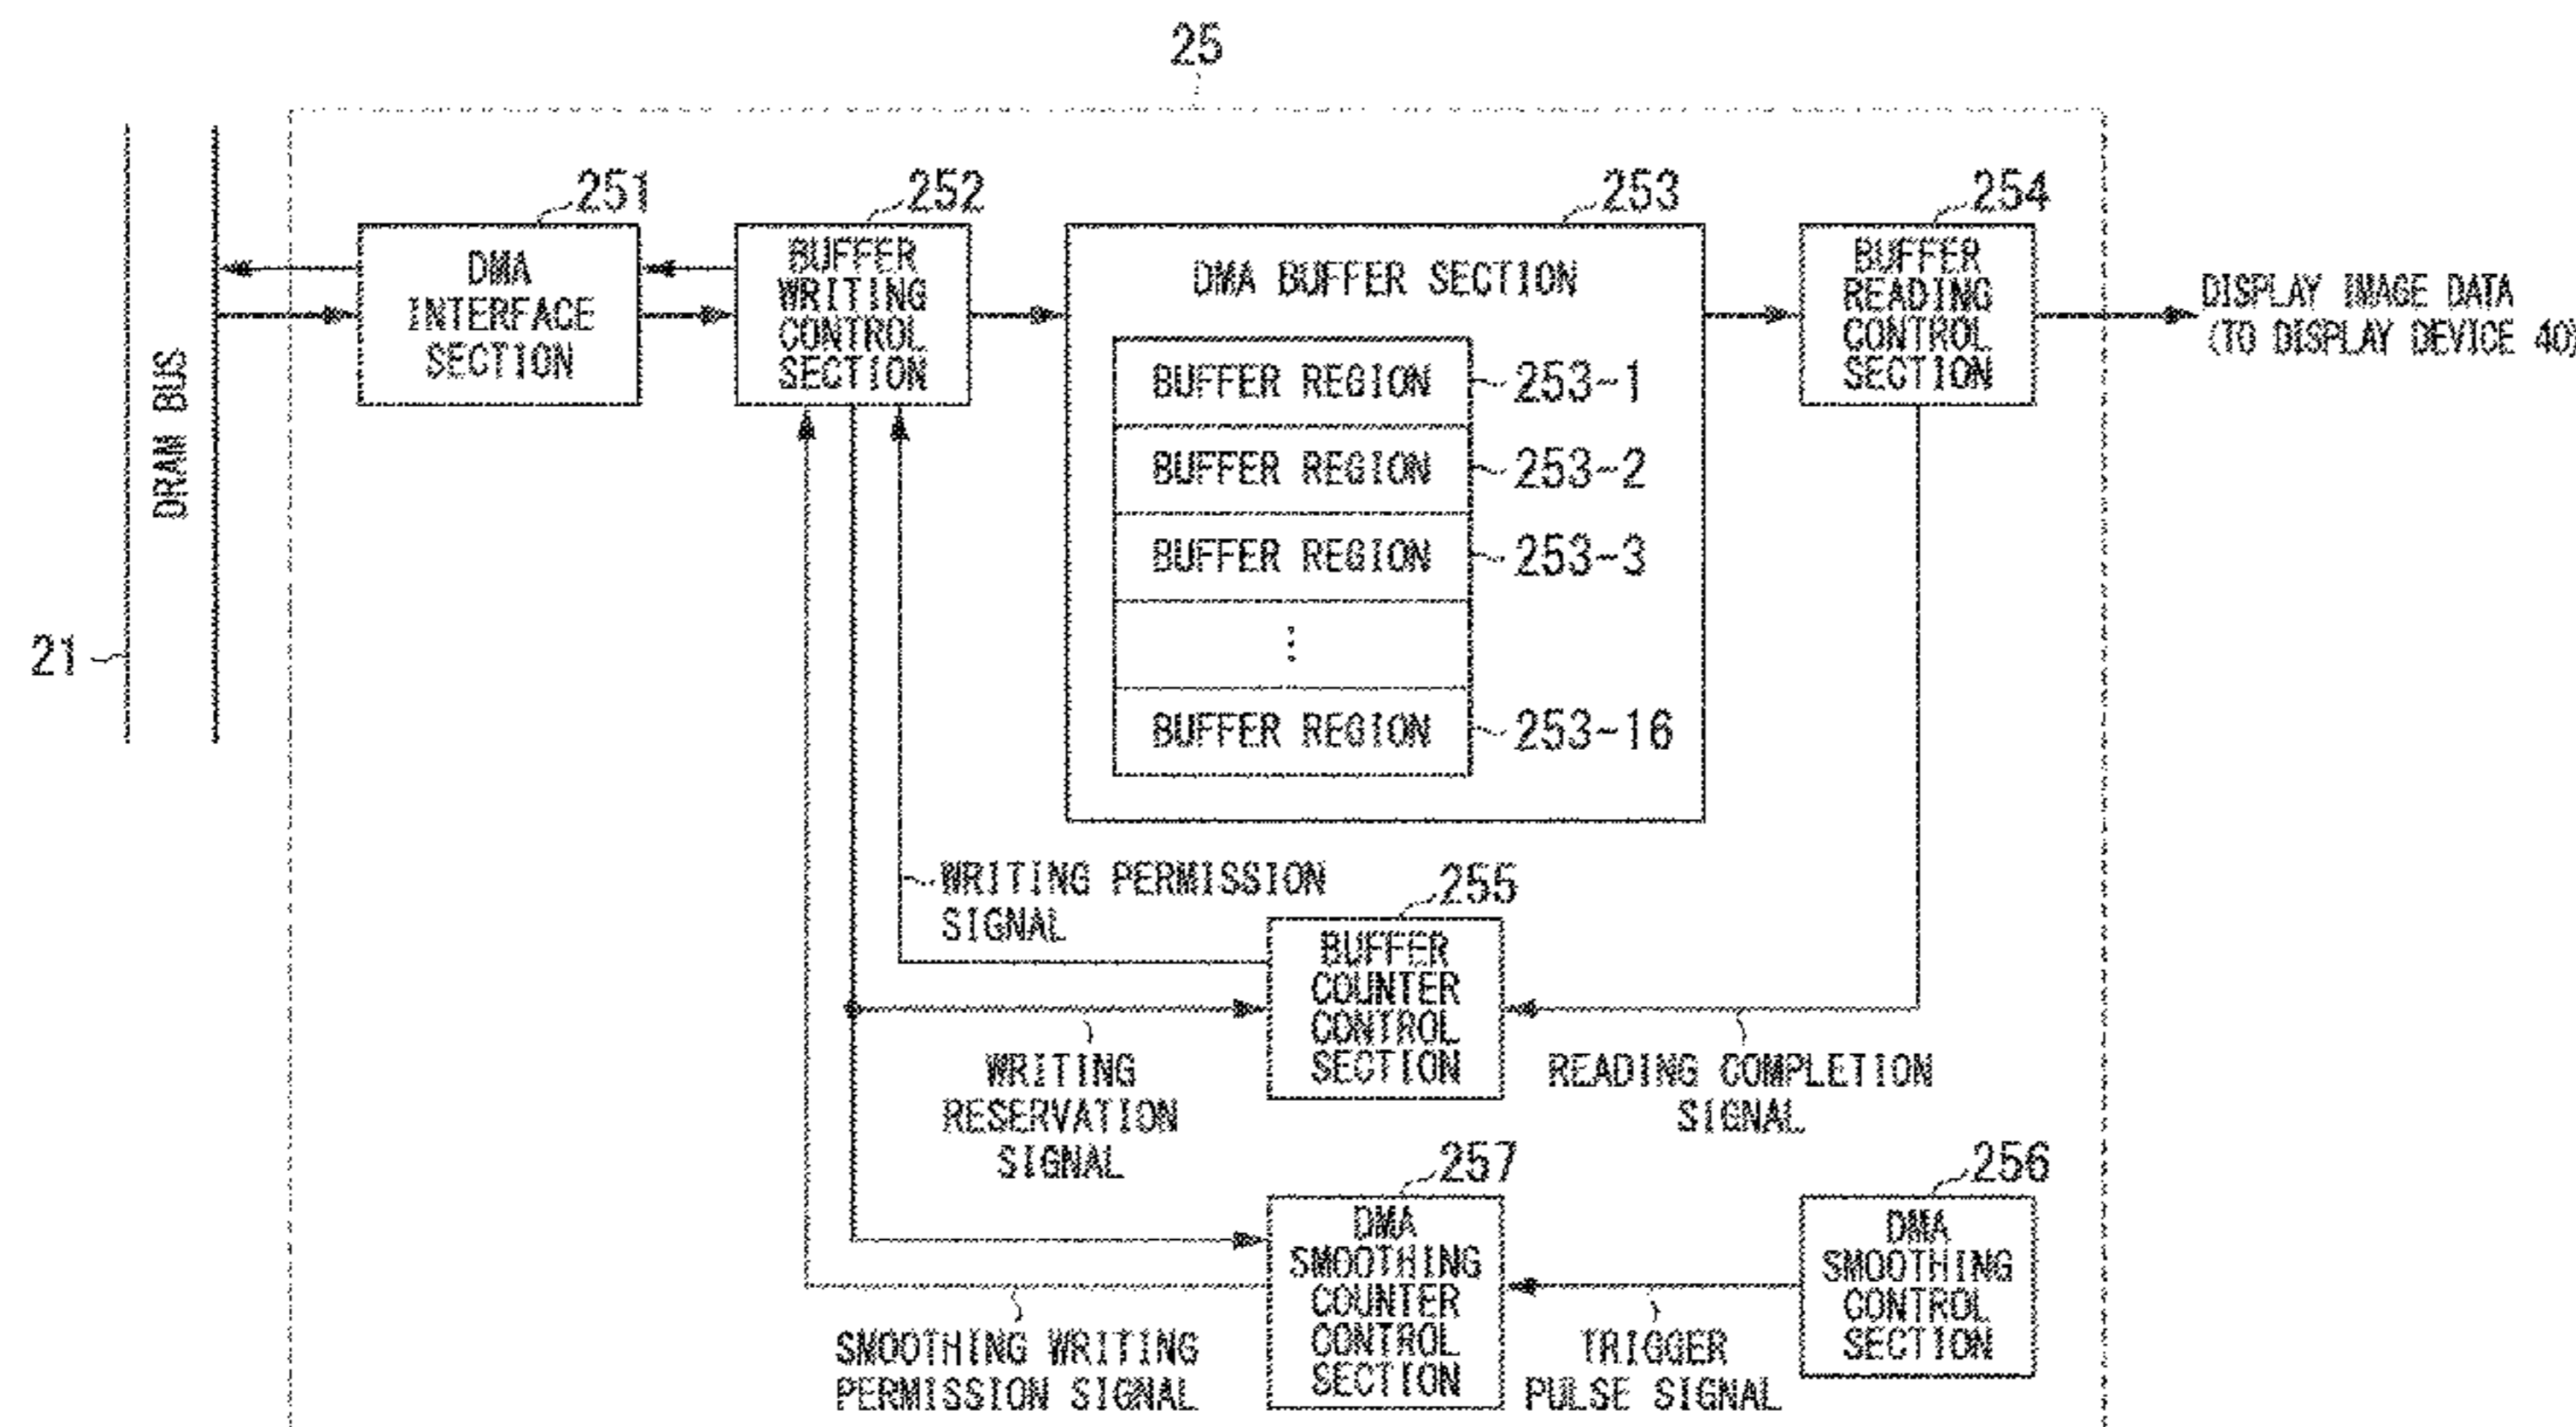 25
251
252
253
254
DMA
INTERFACE
SECTION
BUFFER
WRITING
CONTROL
SECTION
DMA BUFFER SECTION
BUFFER
READING
CONTROL
SECTION
DISPLAY IMAGE DATA
(TO DISPLAY DEVICE 40)
DRAM BUS
21
BUFFER REGION 253-1
BUFFER REGION 253-2
BUFFER REGION 253-3
⋮
BUFFER REGION 253-16
WRITING PERMISSION
SIGNAL
255
BUFFER
COUNTER
CONTROL
SECTION
WRITING
RESERVATION
SIGNAL
READING COMPLETION
SIGNAL
257
256
DMA
SMOOTHING
COUNTER
CONTROL
SECTION
DMA
SMOOTHING
CONTROL
SECTION
SMOOTHING WRITING
PERMISSION SIGNAL
TRIGGER
PULSE SIGNAL